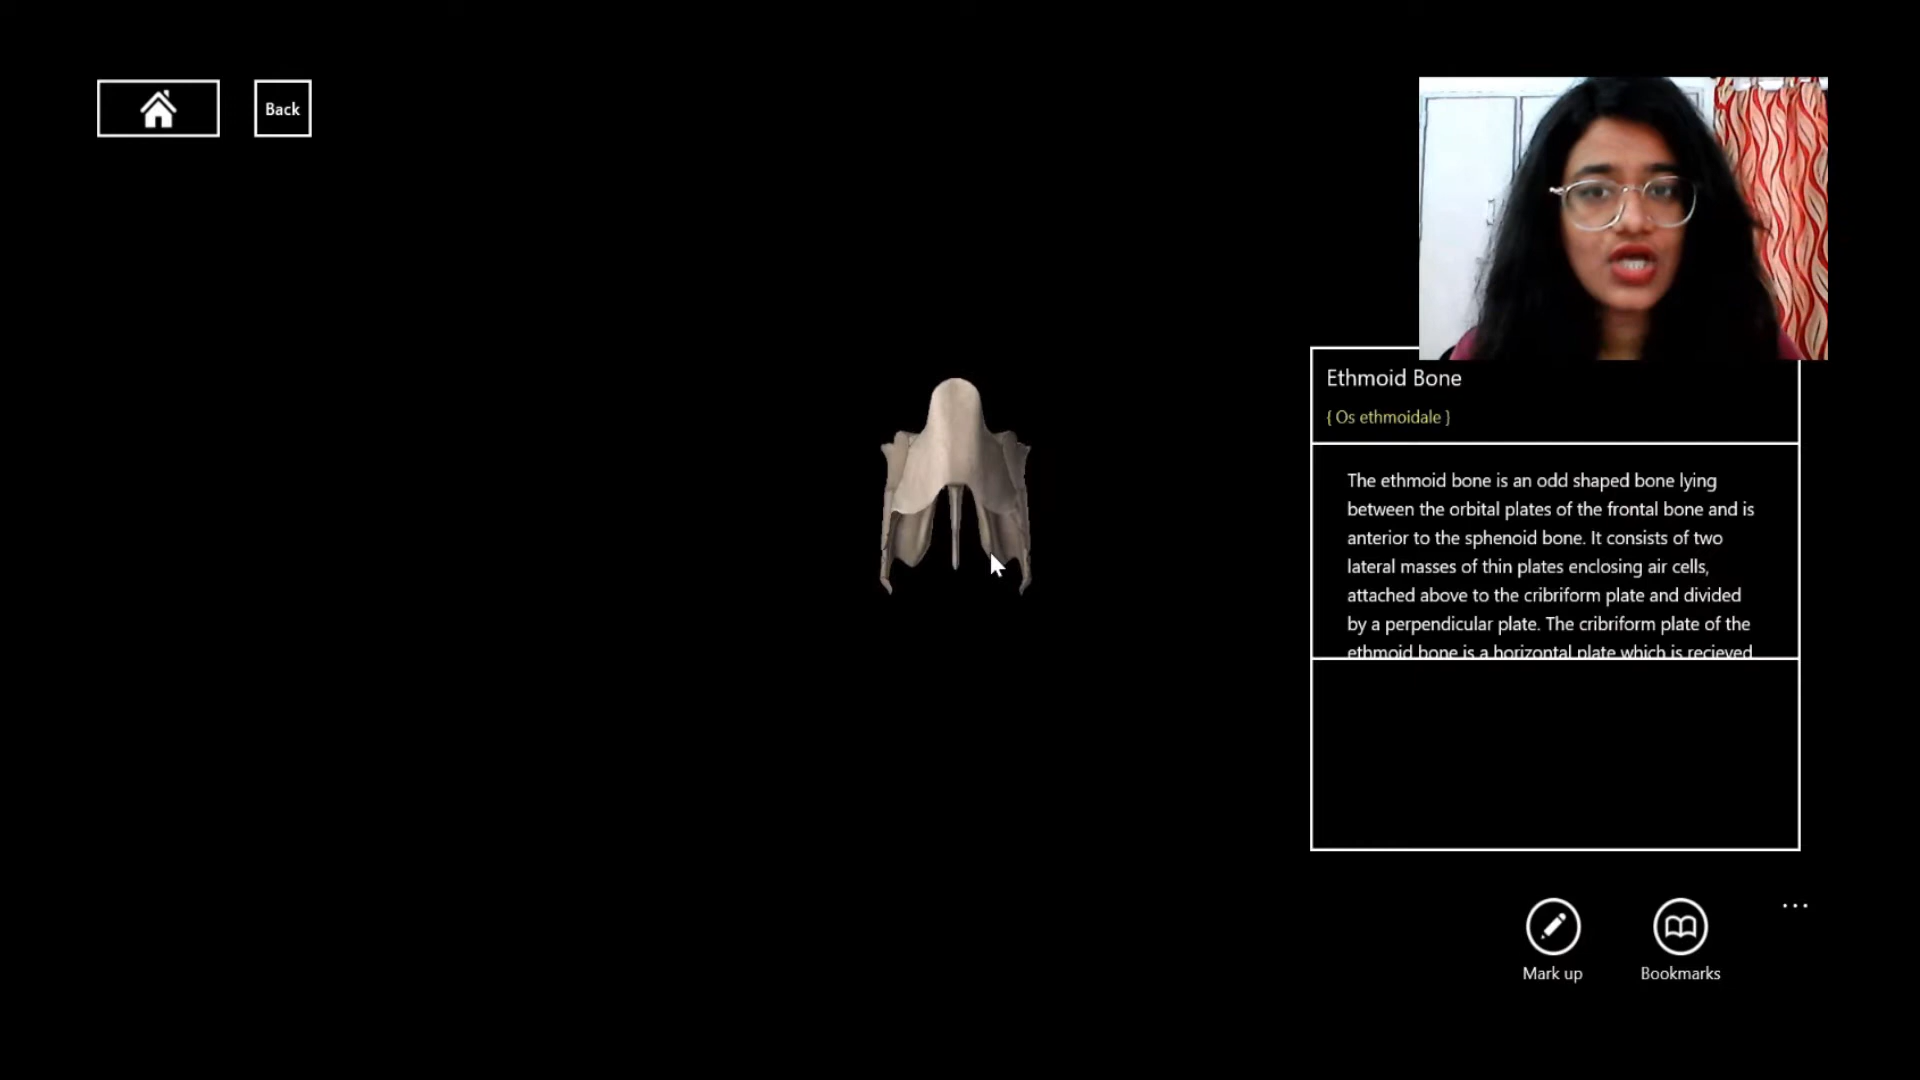 Back
Ethmoid Bone
{ Os ethmoidale }
The ethmoid bone is an odd shaped bone lying
between the orbital plates of the frontal bone and is
anterior to the sphenoid bone. It consists of two
lateral masses of thin plates enclosing air cells,
attached above to the cribriform plate and divided
by a perpendicular plate. The cribriform plate of the
ethmoid bone is a horizontal plate which is recieved
Mark up
Bookmarks